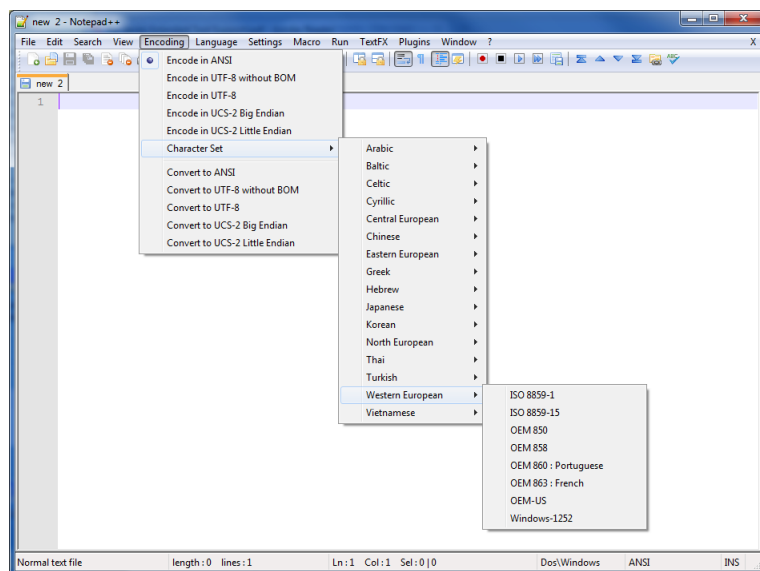 new 2 - Notepad++
File Edit Search View Encoding Language Settings Macro Run TextFX Plugins Window ? X
new 2
1
Encode in ANSI
Encode in UTF-8 without BOM
Encode in UTF-8
Encode in UCS-2 Big Endian
Encode in UCS-2 Little Endian
Character Set
Convert to ANSI
Convert to UTF-8 without BOM
Convert to UTF-8
Convert to UCS-2 Big Endian
Convert to UCS-2 Little Endian
Arabic
Baltic
Celtic
Cyrillic
Central European
Chinese
Eastern European
Greek
Hebrew
Japanese
Korean
North European
Thai
Turkish
Western European
Vietnamese
ISO 8859-1
ISO 8859-15
OEM 850
OEM 858
OEM 860 : Portuguese
OEM 863 : French
OEM-US
Windows-1252
Normal text file length : 0 lines : 1 Ln : 1 Col : 1 Sel : 0 | 0 Dos\Windows ANSI INS